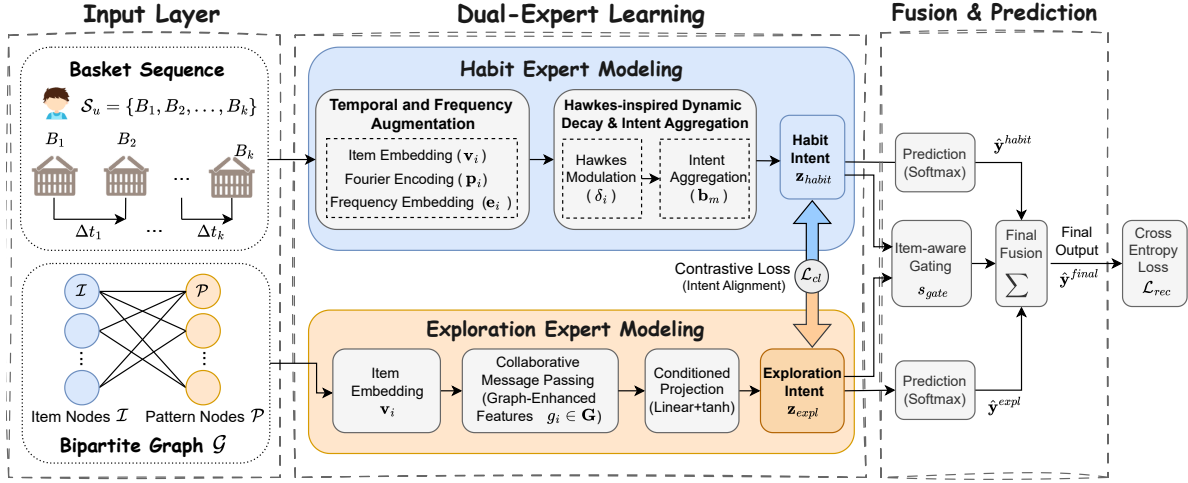 Input Layer
Basket Sequence
𝒮_u = {B_1, B_2, …, B_k}
B_1
B_2
B_k
...
Δt_1
...
Δt_k
ℐ
𝒫
Item Nodes ℐ
Pattern Nodes 𝒫
Bipartite Graph 𝒢
Dual-Expert Learning
Habit Expert Modeling
Temporal and Frequency
Augmentation
Item Embedding (v_i)
Fourier Encoding (p_i)
Frequency Embedding (e_i)
Hawkes-inspired Dynamic
Decay & Intent Aggregation
Hawkes
Modulation
(δ_i)
Intent
Aggregation
(b_m)
Habit
Intent
z_habit
Contrastive Loss
(Intent Alignment)
ℒ_cl
Exploration Expert Modeling
Item
Embedding
v_i
Collaborative
Message Passing
(Graph-Enhanced
Features g_i ∈ G)
Conditioned
Projection
(Linear+tanh)
Exploration
Intent
z_expl
Fusion & Prediction
Prediction
(Softmax)
ŷ^habit
Item-aware
Gating
s_gate
Final
Fusion
∑
Final
Output
ŷ^final
Prediction
(Softmax)
ŷ^expl
Cross
Entropy
Loss
ℒ_rec